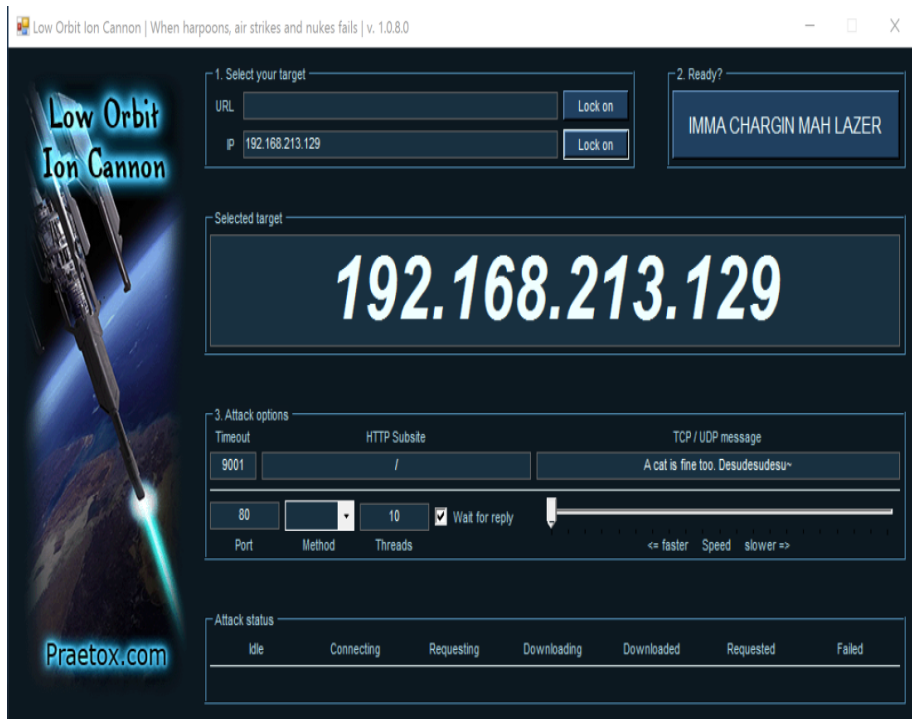 Low Orbit Ion Cannon | When harpoons, air strikes and nukes fails | v. 1.0.8.0
Low Orbit
Ion Cannon
Praetox.com
1. Select your target
URL
Lock on
IP 192.168.213.129
Lock on
2. Ready?
IMMA CHARGIN MAH LAZER
Selected target
192.168.213.129
3. Attack options
Timeout HTTP Subsite TCP / UDP message
9001 / A cat is fine too. Desudesudesu~
80 10 Wait for reply
Port Method Threads <= faster Speed slower =>
Attack status
Idle Connecting Requesting Downloading Downloaded Requested Failed